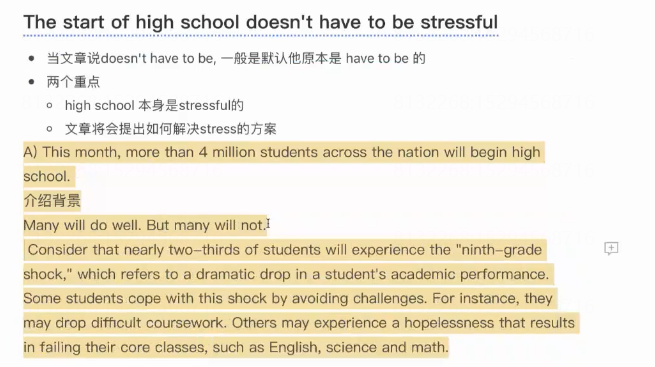 The start of high school doesn't have to be stressful
当文章说doesn't have to be, 一般是默认他原本是 have to be 的
两个重点
high school 本身是stressful的
文章将会提出如何解决stress的方案
A) This month, more than 4 million students across the nation will begin high
school.
介绍背景
Many will do well. But many will not.
Consider that nearly two-thirds of students will experience the "ninth-grade
shock," which refers to a dramatic drop in a student's academic performance.
Some students cope with this shock by avoiding challenges. For instance, they
may drop difficult coursework. Others may experience a hopelessness that results
in failing their core classes, such as English, science and math.